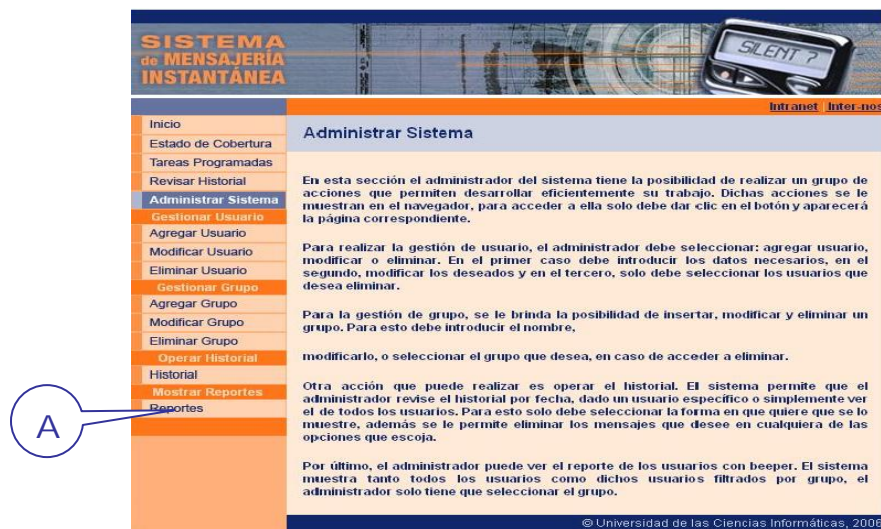 SISTEMA
de MENSAJERÍA
INSTANTÁNEA
SILENT ?
Intranet | Inter-nos
Inicio
Estado de Cobertura
Tareas Programadas
Revisar Historial
Administrar Sistema
Gestionar Usuario
Agregar Usuario
Modificar Usuario
Eliminar Usuario
Gestionar Grupo
Agregar Grupo
Modificar Grupo
Eliminar Grupo
Operar Historial
Historial
Mostrar Reportes
Reportes
A
Administrar Sistema
En esta sección el administrador del sistema tiene la posibilidad de realizar un grupo de
acciones que permiten desarrollar eficientemente su trabajo. Dichas acciones se le
muestran en el navegador, para acceder a ella solo debe dar clic en el botón y aparecerá
la página correspondiente.
Para realizar la gestión de usuario, el administrador debe seleccionar: agregar usuario,
modificar o eliminar. En el primer caso debe introducir los datos necesarios, en el
segundo, modificar los deseados y en el tercero, solo debe seleccionar los usuarios que
desea eliminar.
Para la gestión de grupo, se le brinda la posibilidad de insertar, modificar y eliminar un
grupo. Para esto debe introducir el nombre,
modificarlo, o seleccionar el grupo que desea, en caso de acceder a eliminar.
Otra acción que puede realizar es operar el historial. El sistema permite que el
administrador revise el historial por fecha, dado un usuario específico o simplemente ver
el de todos los usuarios. Para esto solo debe seleccionar la forma en que quiere que se lo
muestre, además se le permite eliminar los mensajes que desee en cualquiera de las
opciones que escoja.
Por último, el administrador puede ver el reporte de los usuarios con beeper. El sistema
muestra tanto todos los usuarios como dichos usuarios filtrados por grupo, el
administrador solo tiene que seleccionar el grupo.
© Universidad de las Ciencias Informáticas, 2006